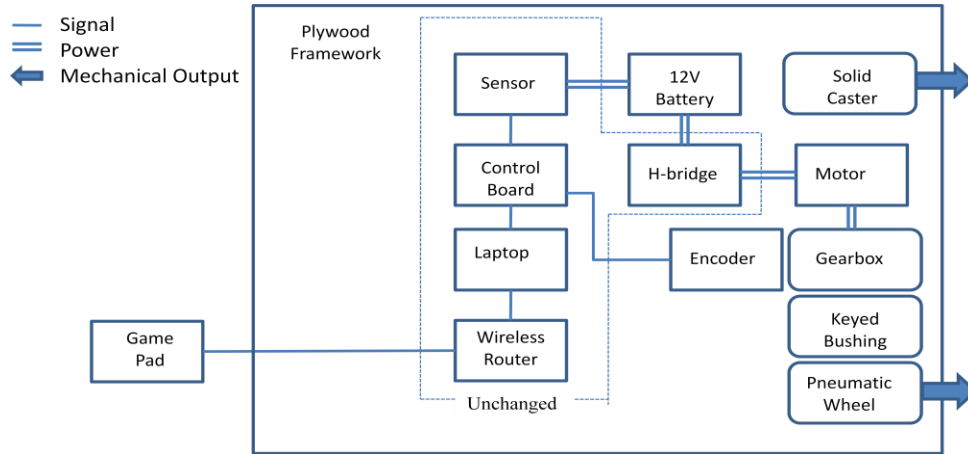 Signal
Power
Mechanical Output
Plywood
Framework
Sensor
12V
Battery
Solid
Caster
Control
Board
H-bridge
Motor
Laptop
Encoder
Gearbox
Game
Pad
Wireless
Router
Keyed
Bushing
Pneumatic
Wheel
Unchanged